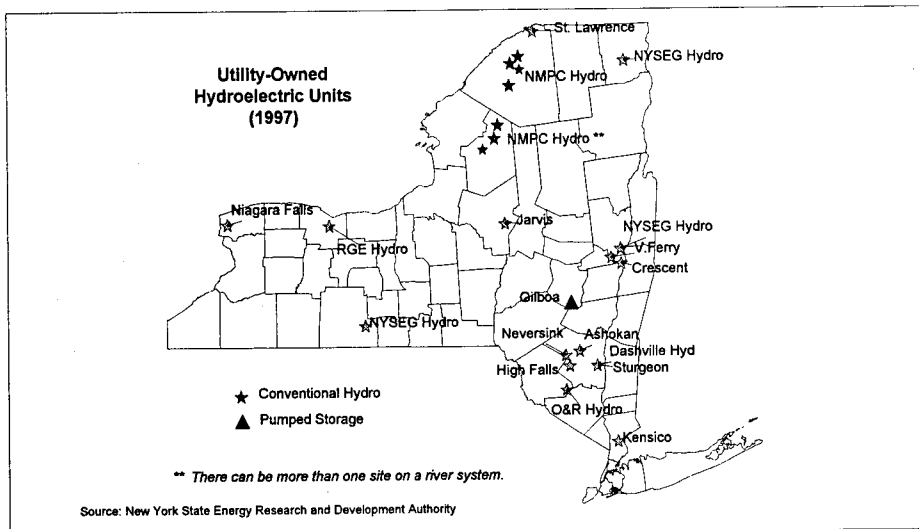 Utility-Owned
Hydroelectric Units
(1997)
St. Lawrence
NYSEG Hydro
NMPC Hydro
NMPC Hydro **
Niagara Falls
RGE Hydro
Jarvis
NYSEG Hydro
V.Ferry
Crescent
Gilboa
NYSEG Hydro
Neversink
Ashokan
Dashville Hyd
High Falls
Sturgeon
O&R Hydro
Kensico
Conventional Hydro
Pumped Storage
** There can be more than one site on a river system.
Source: New York State Energy Research and Development Authority